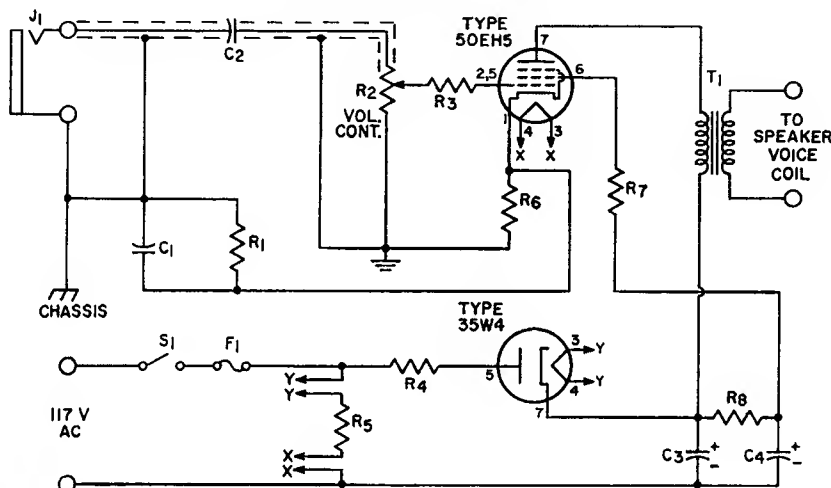 J1
C2
TYPE
50EH5
7
R2
VOL.
CONT.
R3
2,5
6
1
4
3
X
X
T1
TO
SPEAKER
VOICE
COIL
R7
R6
C1
R1
CHASSIS
TYPE
35W4
S1
F1
Y
Y
R4
5
3
Y
4
Y
7
R8
117 V
AC
R5
X
X
C3
+
-
C4
+
-